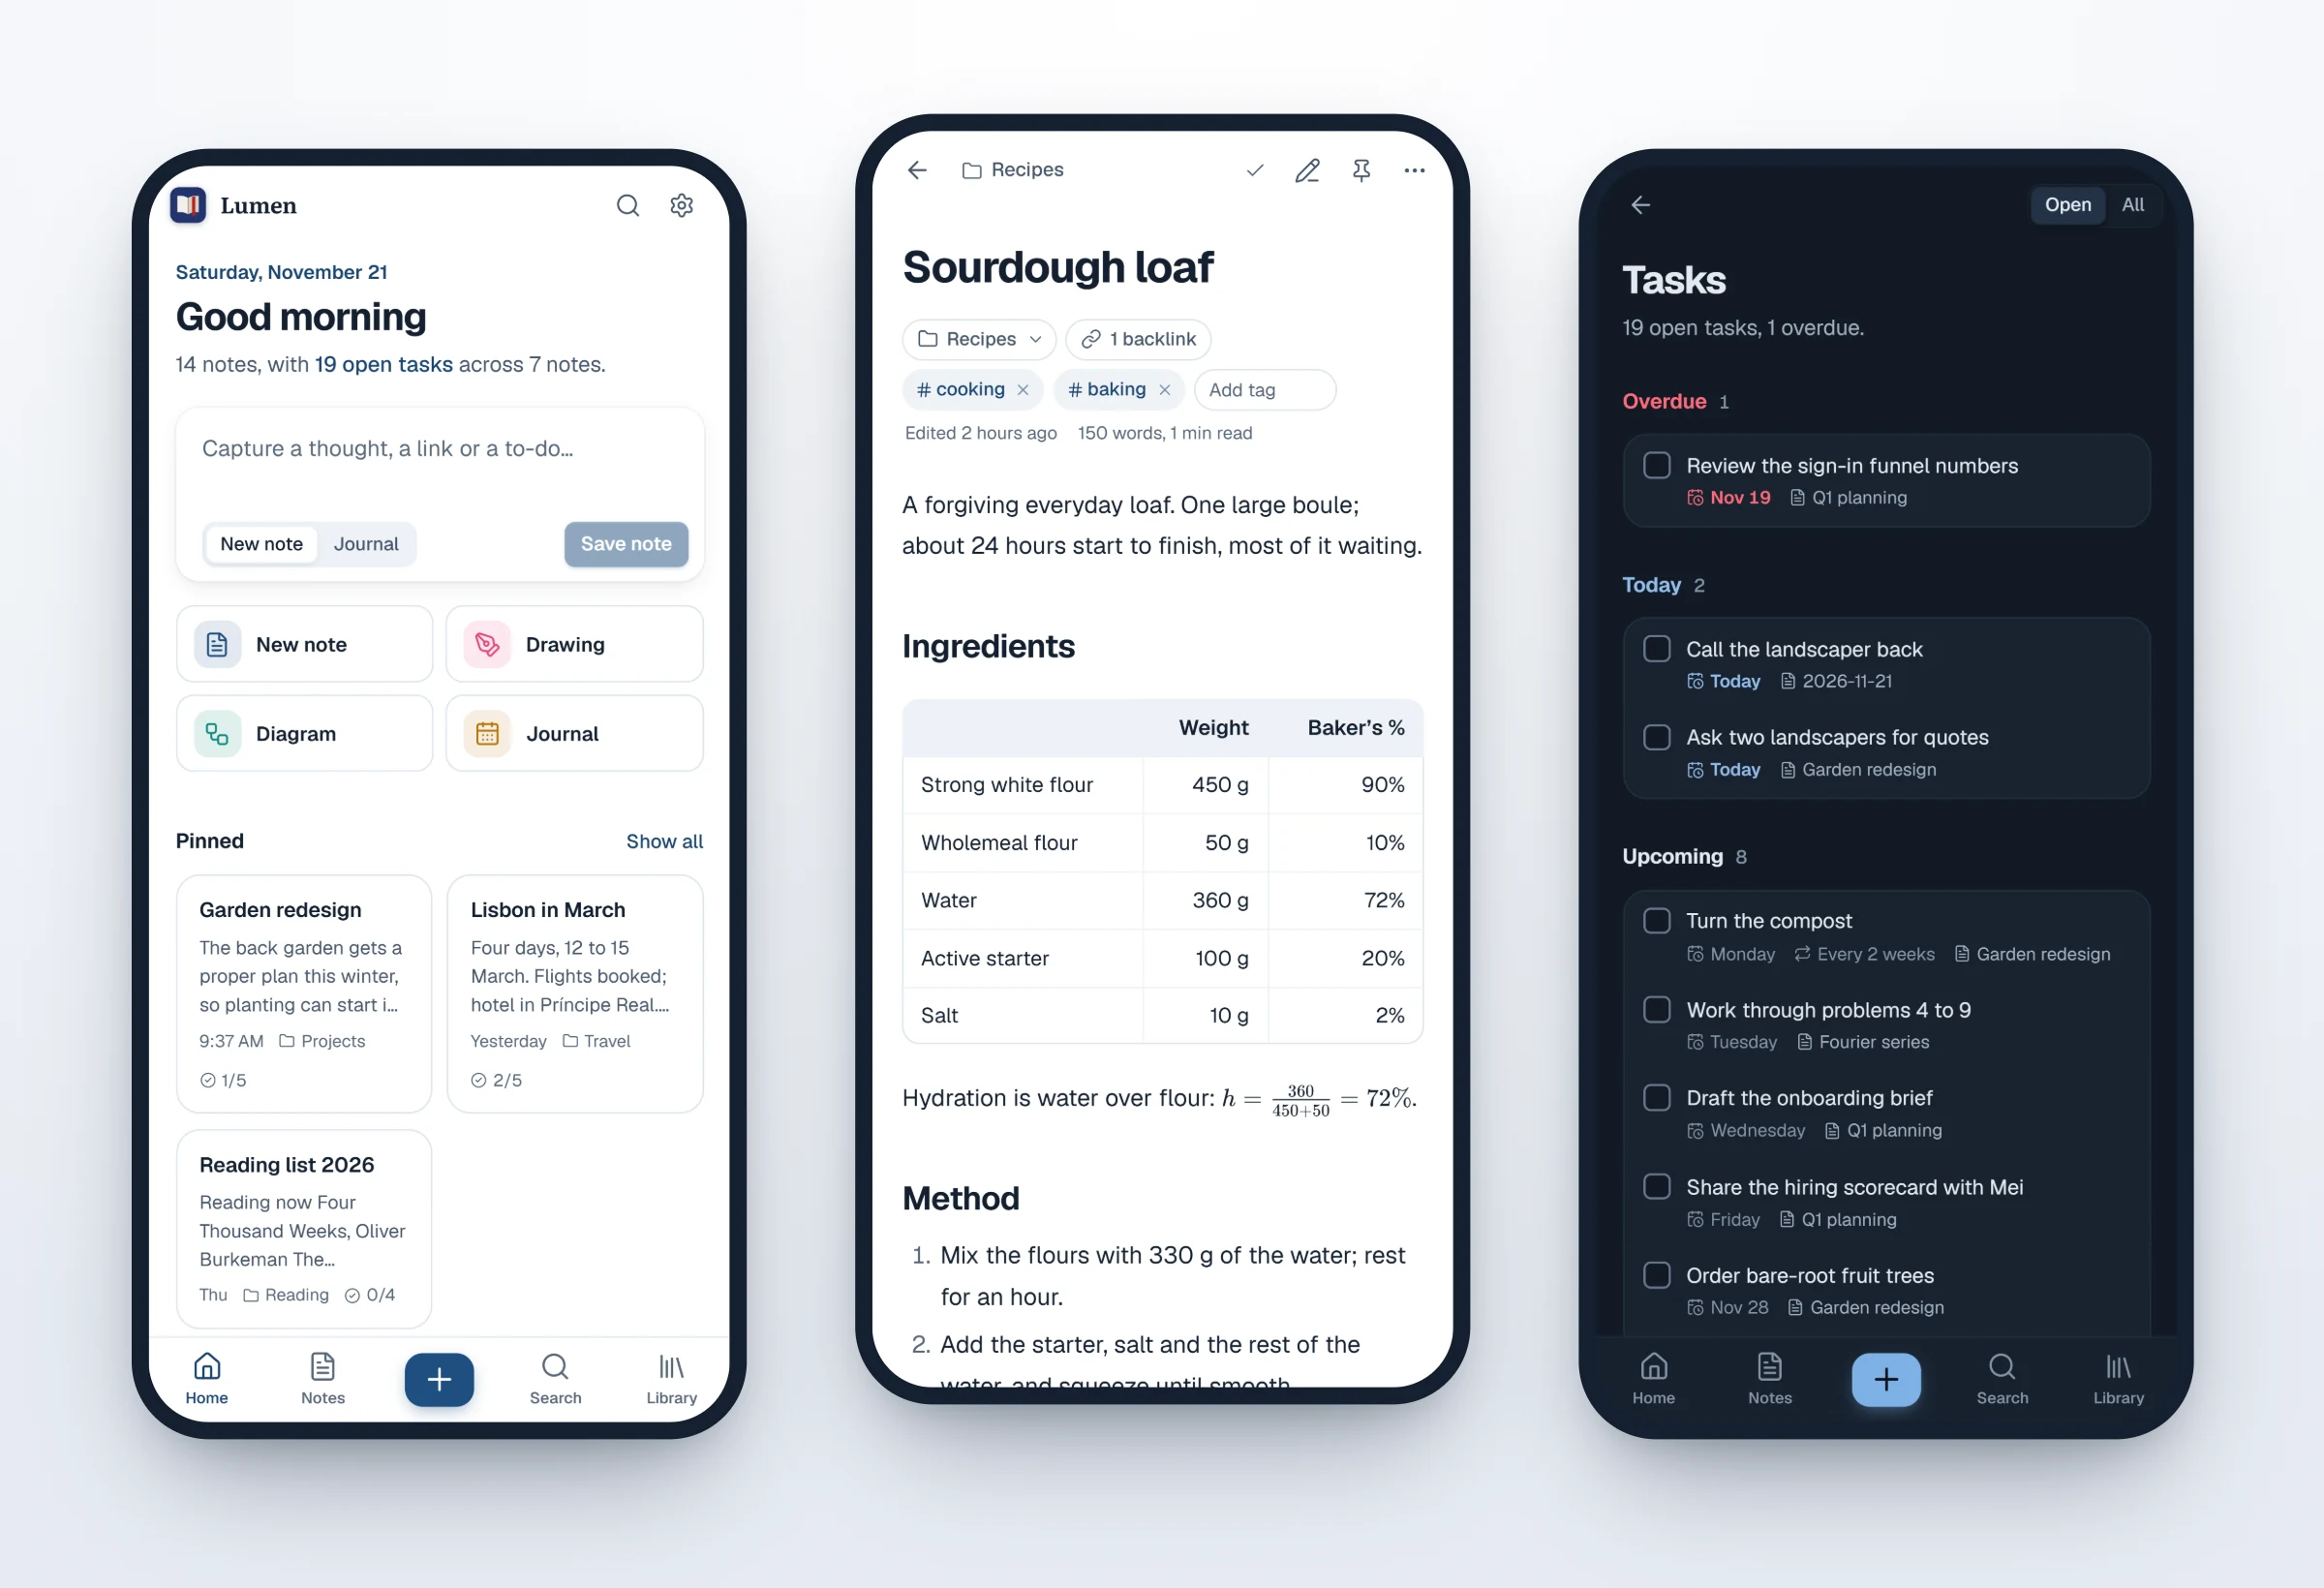 Lumen
Saturday, November 21
Good morning
14 notes, with 19 open tasks across 7 notes.
Capture a thought, a link or a to-do…
New note
Journal
Save note
New note
Drawing
Diagram
Journal
Pinned
Show all
Garden redesign
The back garden gets a
proper plan this winter,
so planting can start i…
9:37 AM Projects
1/5
Lisbon in March
Four days, 12 to 15
March. Flights booked;
hotel in Príncipe Real.…
Yesterday Travel
2/5
Reading list 2026
Reading now Four
Thousand Weeks, Oliver
Burkeman The…
Thu Reading 0/4
Home
Notes
Search
Library
Recipes
Sourdough loaf
Recipes
1 backlink
# cooking
# baking
Add tag
Edited 2 hours ago 150 words, 1 min read
A forgiving everyday loaf. One large boule;
about 24 hours start to finish, most of it waiting.
Ingredients
Weight Baker’s %
Strong white flour 450 g 90%
Wholemeal flour 50 g 10%
Water 360 g 72%
Active starter 100 g 20%
Salt 10 g 2%
Hydration is water over flour: h = 360/450+50 = 72%.
Method
1. Mix the flours with 330 g of the water; rest
for an hour.
2. Add the starter, salt and the rest of the
water, and squeeze until smooth.
Open
All
Tasks
19 open tasks, 1 overdue.
Overdue 1
Review the sign-in funnel numbers
Nov 19 Q1 planning
Today 2
Call the landscaper back
Today 2026-11-21
Ask two landscapers for quotes
Today Garden redesign
Upcoming 8
Turn the compost
Monday Every 2 weeks Garden redesign
Work through problems 4 to 9
Tuesday Fourier series
Draft the onboarding brief
Wednesday Q1 planning
Share the hiring scorecard with Mei
Friday Q1 planning
Order bare-root fruit trees
Nov 28 Garden redesign
Home
Notes
Search
Library